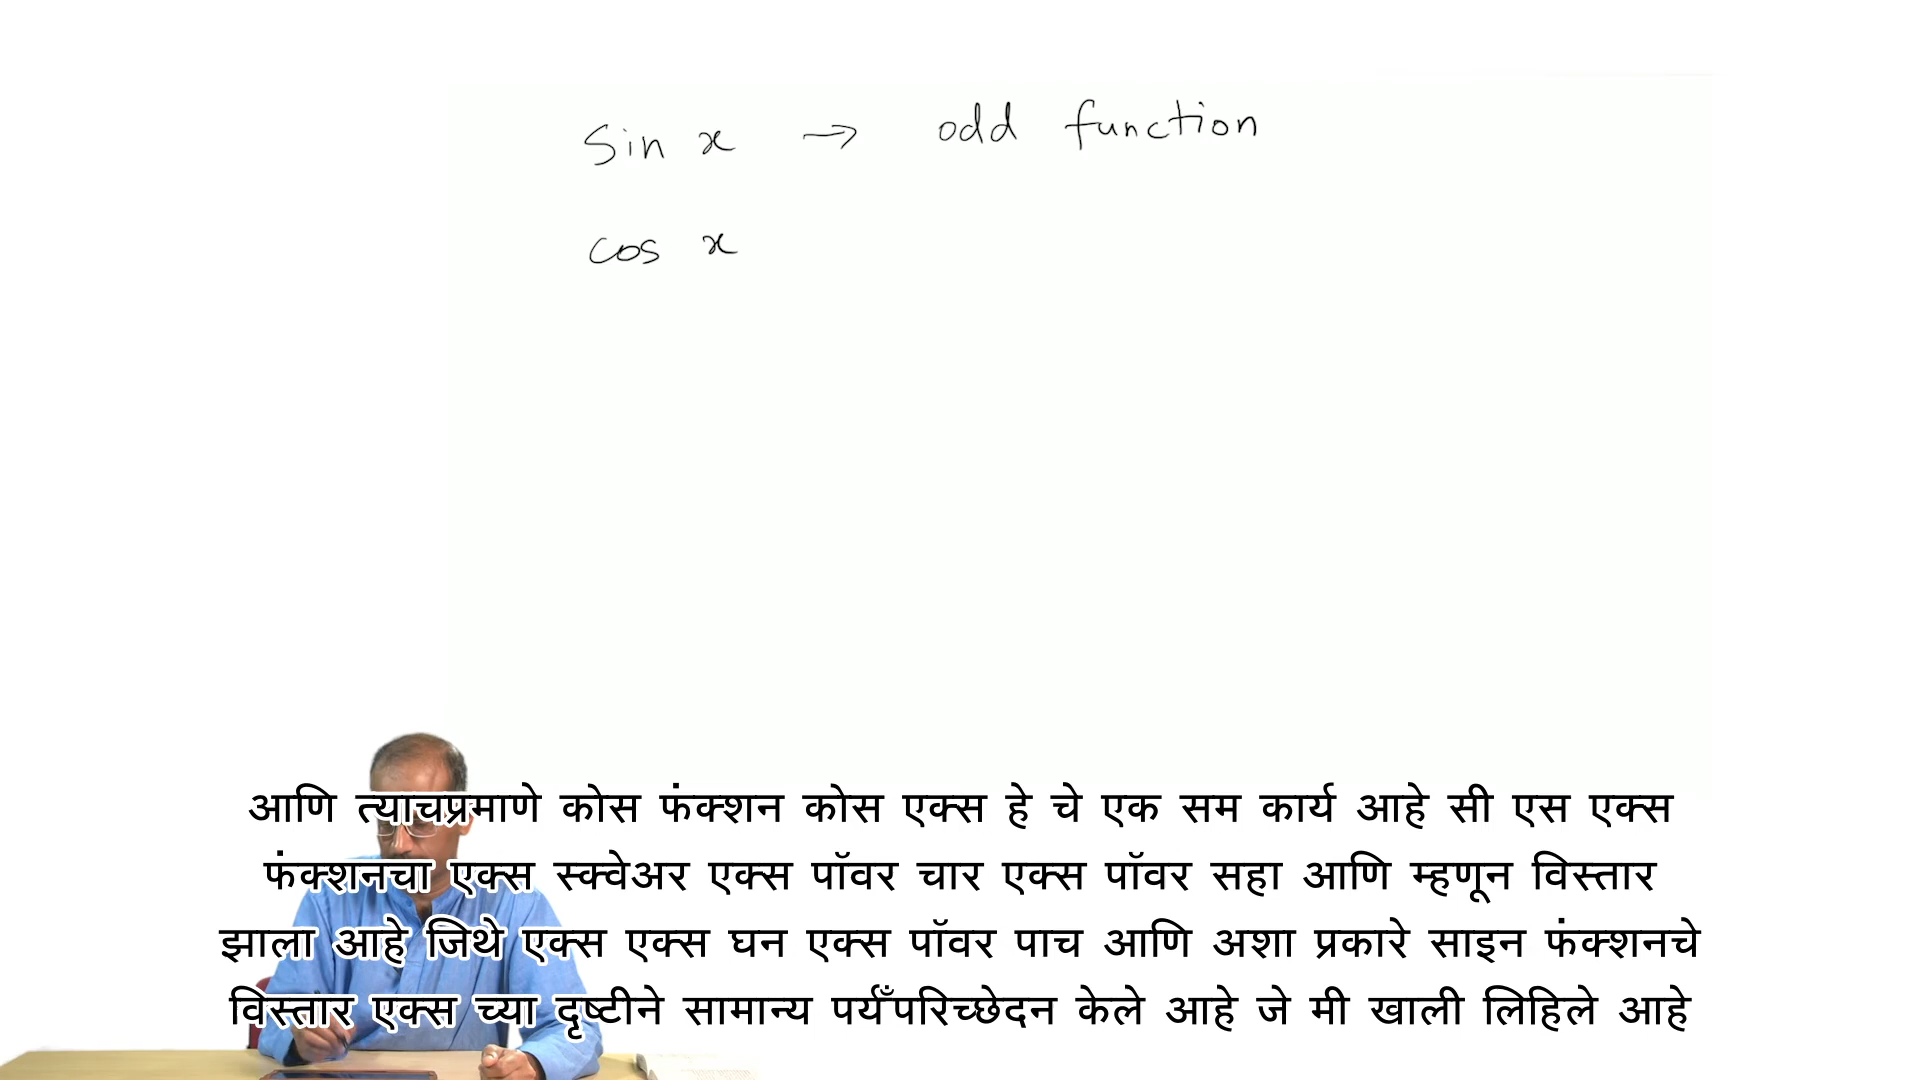 sin x → odd function
cos x
आणि त्याचप्रमाणे कोस फंक्शन कोस एक्स हे चे एक सम कार्य आहे सी एस एक्स
फंक्शनचा एक्स स्क्वेअर एक्स पॉवर चार एक्स पॉवर सहा आणि म्हणून विस्तार
झाला आहे जिथे एक्स एक्स घन एक्स पॉवर पाच आणि अशा प्रकारे साइन फंक्शनचे
विस्तार एक्स च्या दृष्टीने सामान्य पर्यँपरिच्छेदन केले आहे जे मी खाली लिहिले आहे